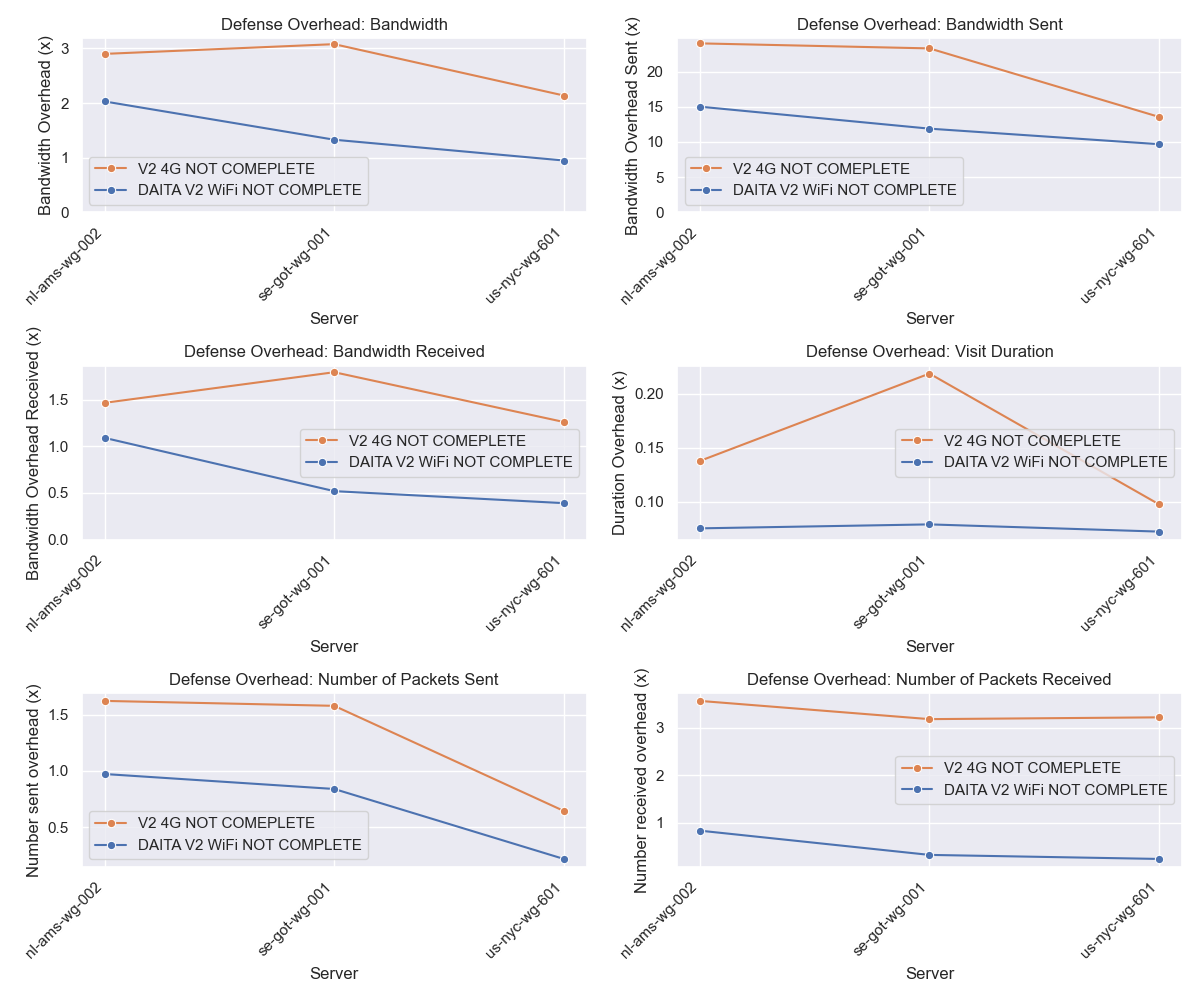 Defense Overhead: Bandwidth
Bandwidth Overhead (x)
3
2
1
0
V2 4G NOT COMEPLETE
DAITA V2 WiFi NOT COMPLETE
nl-ams-wg-002
se-got-wg-001
us-nyc-wg-601
Server
Defense Overhead: Bandwidth Sent
Bandwidth Overhead Sent (x)
20
15
10
5
0
V2 4G NOT COMEPLETE
DAITA V2 WiFi NOT COMPLETE
nl-ams-wg-002
se-got-wg-001
us-nyc-wg-601
Server
Defense Overhead: Bandwidth Received
Bandwidth Overhead Received (x)
1.5
1.0
0.5
0.0
V2 4G NOT COMEPLETE
DAITA V2 WiFi NOT COMPLETE
nl-ams-wg-002
se-got-wg-001
us-nyc-wg-601
Server
Defense Overhead: Visit Duration
Duration Overhead (x)
0.20
0.15
0.10
V2 4G NOT COMEPLETE
DAITA V2 WiFi NOT COMPLETE
nl-ams-wg-002
se-got-wg-001
us-nyc-wg-601
Server
Defense Overhead: Number of Packets Sent
Number sent overhead (x)
1.5
1.0
0.5
V2 4G NOT COMEPLETE
DAITA V2 WiFi NOT COMPLETE
nl-ams-wg-002
se-got-wg-001
us-nyc-wg-601
Server
Defense Overhead: Number of Packets Received
Number received overhead (x)
3
2
1
V2 4G NOT COMEPLETE
DAITA V2 WiFi NOT COMPLETE
nl-ams-wg-002
se-got-wg-001
us-nyc-wg-601
Server